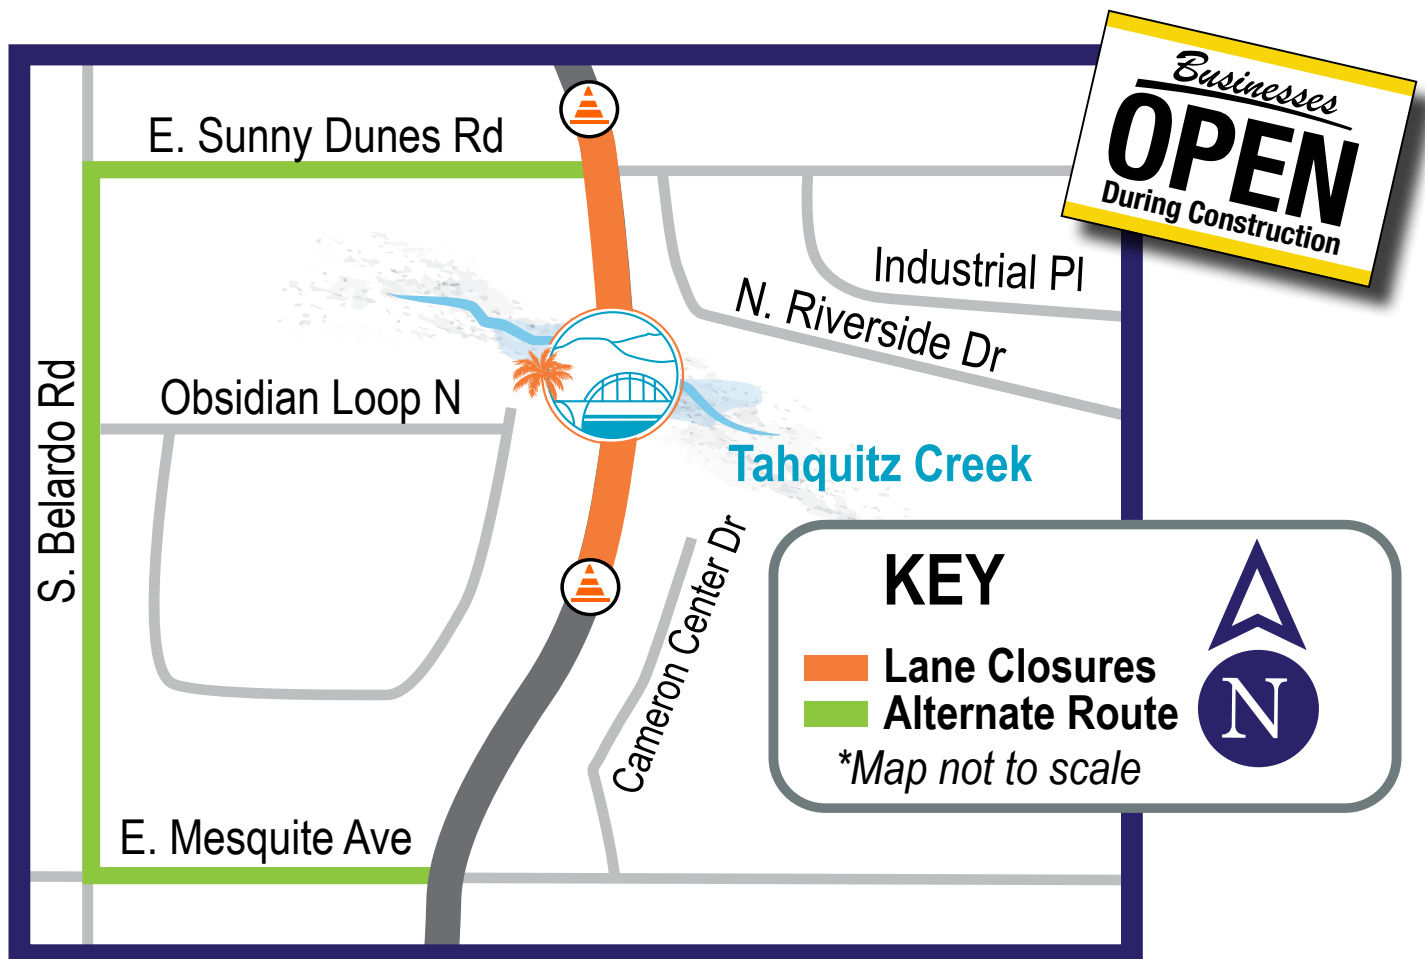 Businesses
OPEN
During Construction
E. Sunny Dunes Rd
Industrial Pl
N. Riverside Dr
S. Belardo Rd
Obsidian Loop N
Tahquitz Creek
Cameron Center Dr
E. Mesquite Ave
KEY
Lane Closures
Alternate Route
*Map not to scale
N